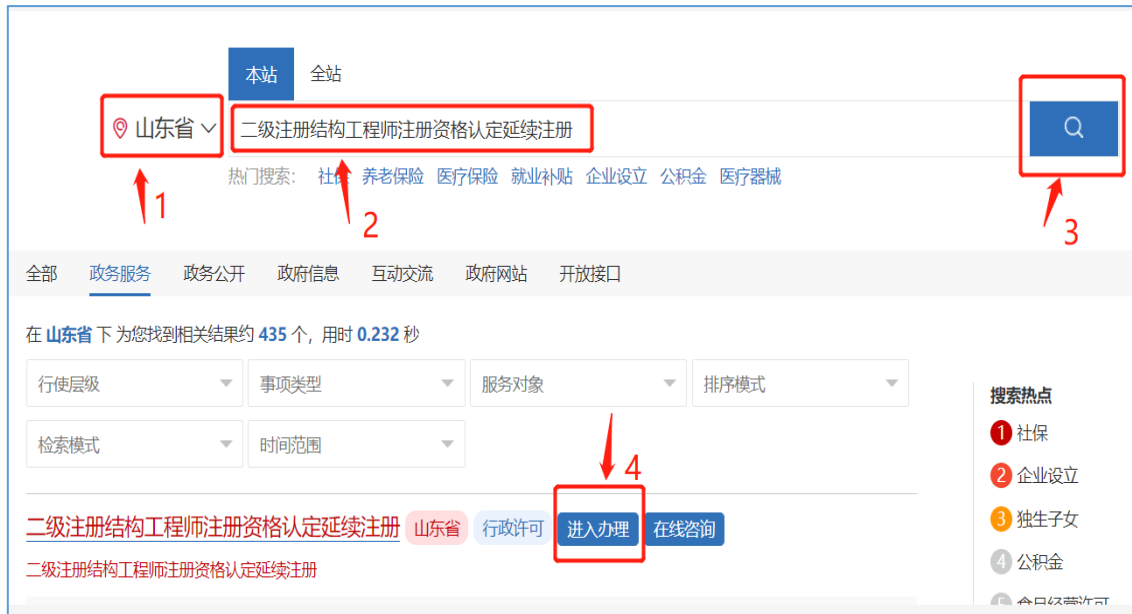 本站 全站
山东省 二级注册结构工程师注册资格认定延续注册
热门搜索: 社保 养老保险 医疗保险 就业补贴 企业设立 公积金 医疗器械
1 2 3
全部 政务服务 政务公开 政府信息 互动交流 政府网站 开放接口
在 山东省 下 为您找到相关结果约 435 个，用时 0.232 秒
行使层级 事项类型 服务对象 排序模式
检索模式 时间范围
4
二级注册结构工程师注册资格认定延续注册 山东省 行政许可 进入办理 在线咨询
二级注册结构工程师注册资格认定延续注册
搜索热点
1 社保
2 企业设立
3 独生子女
4 公积金
5 食品经营许可